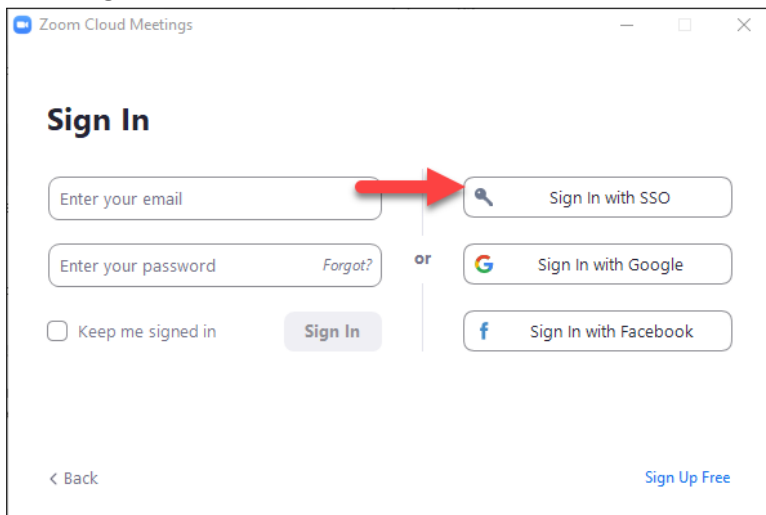 Zoom Cloud Meetings
Sign In
Enter your email
Sign In with SSO
Enter your password
Forgot?
or
Sign In with Google
Keep me signed in
Sign In
Sign In with Facebook
< Back
Sign Up Free